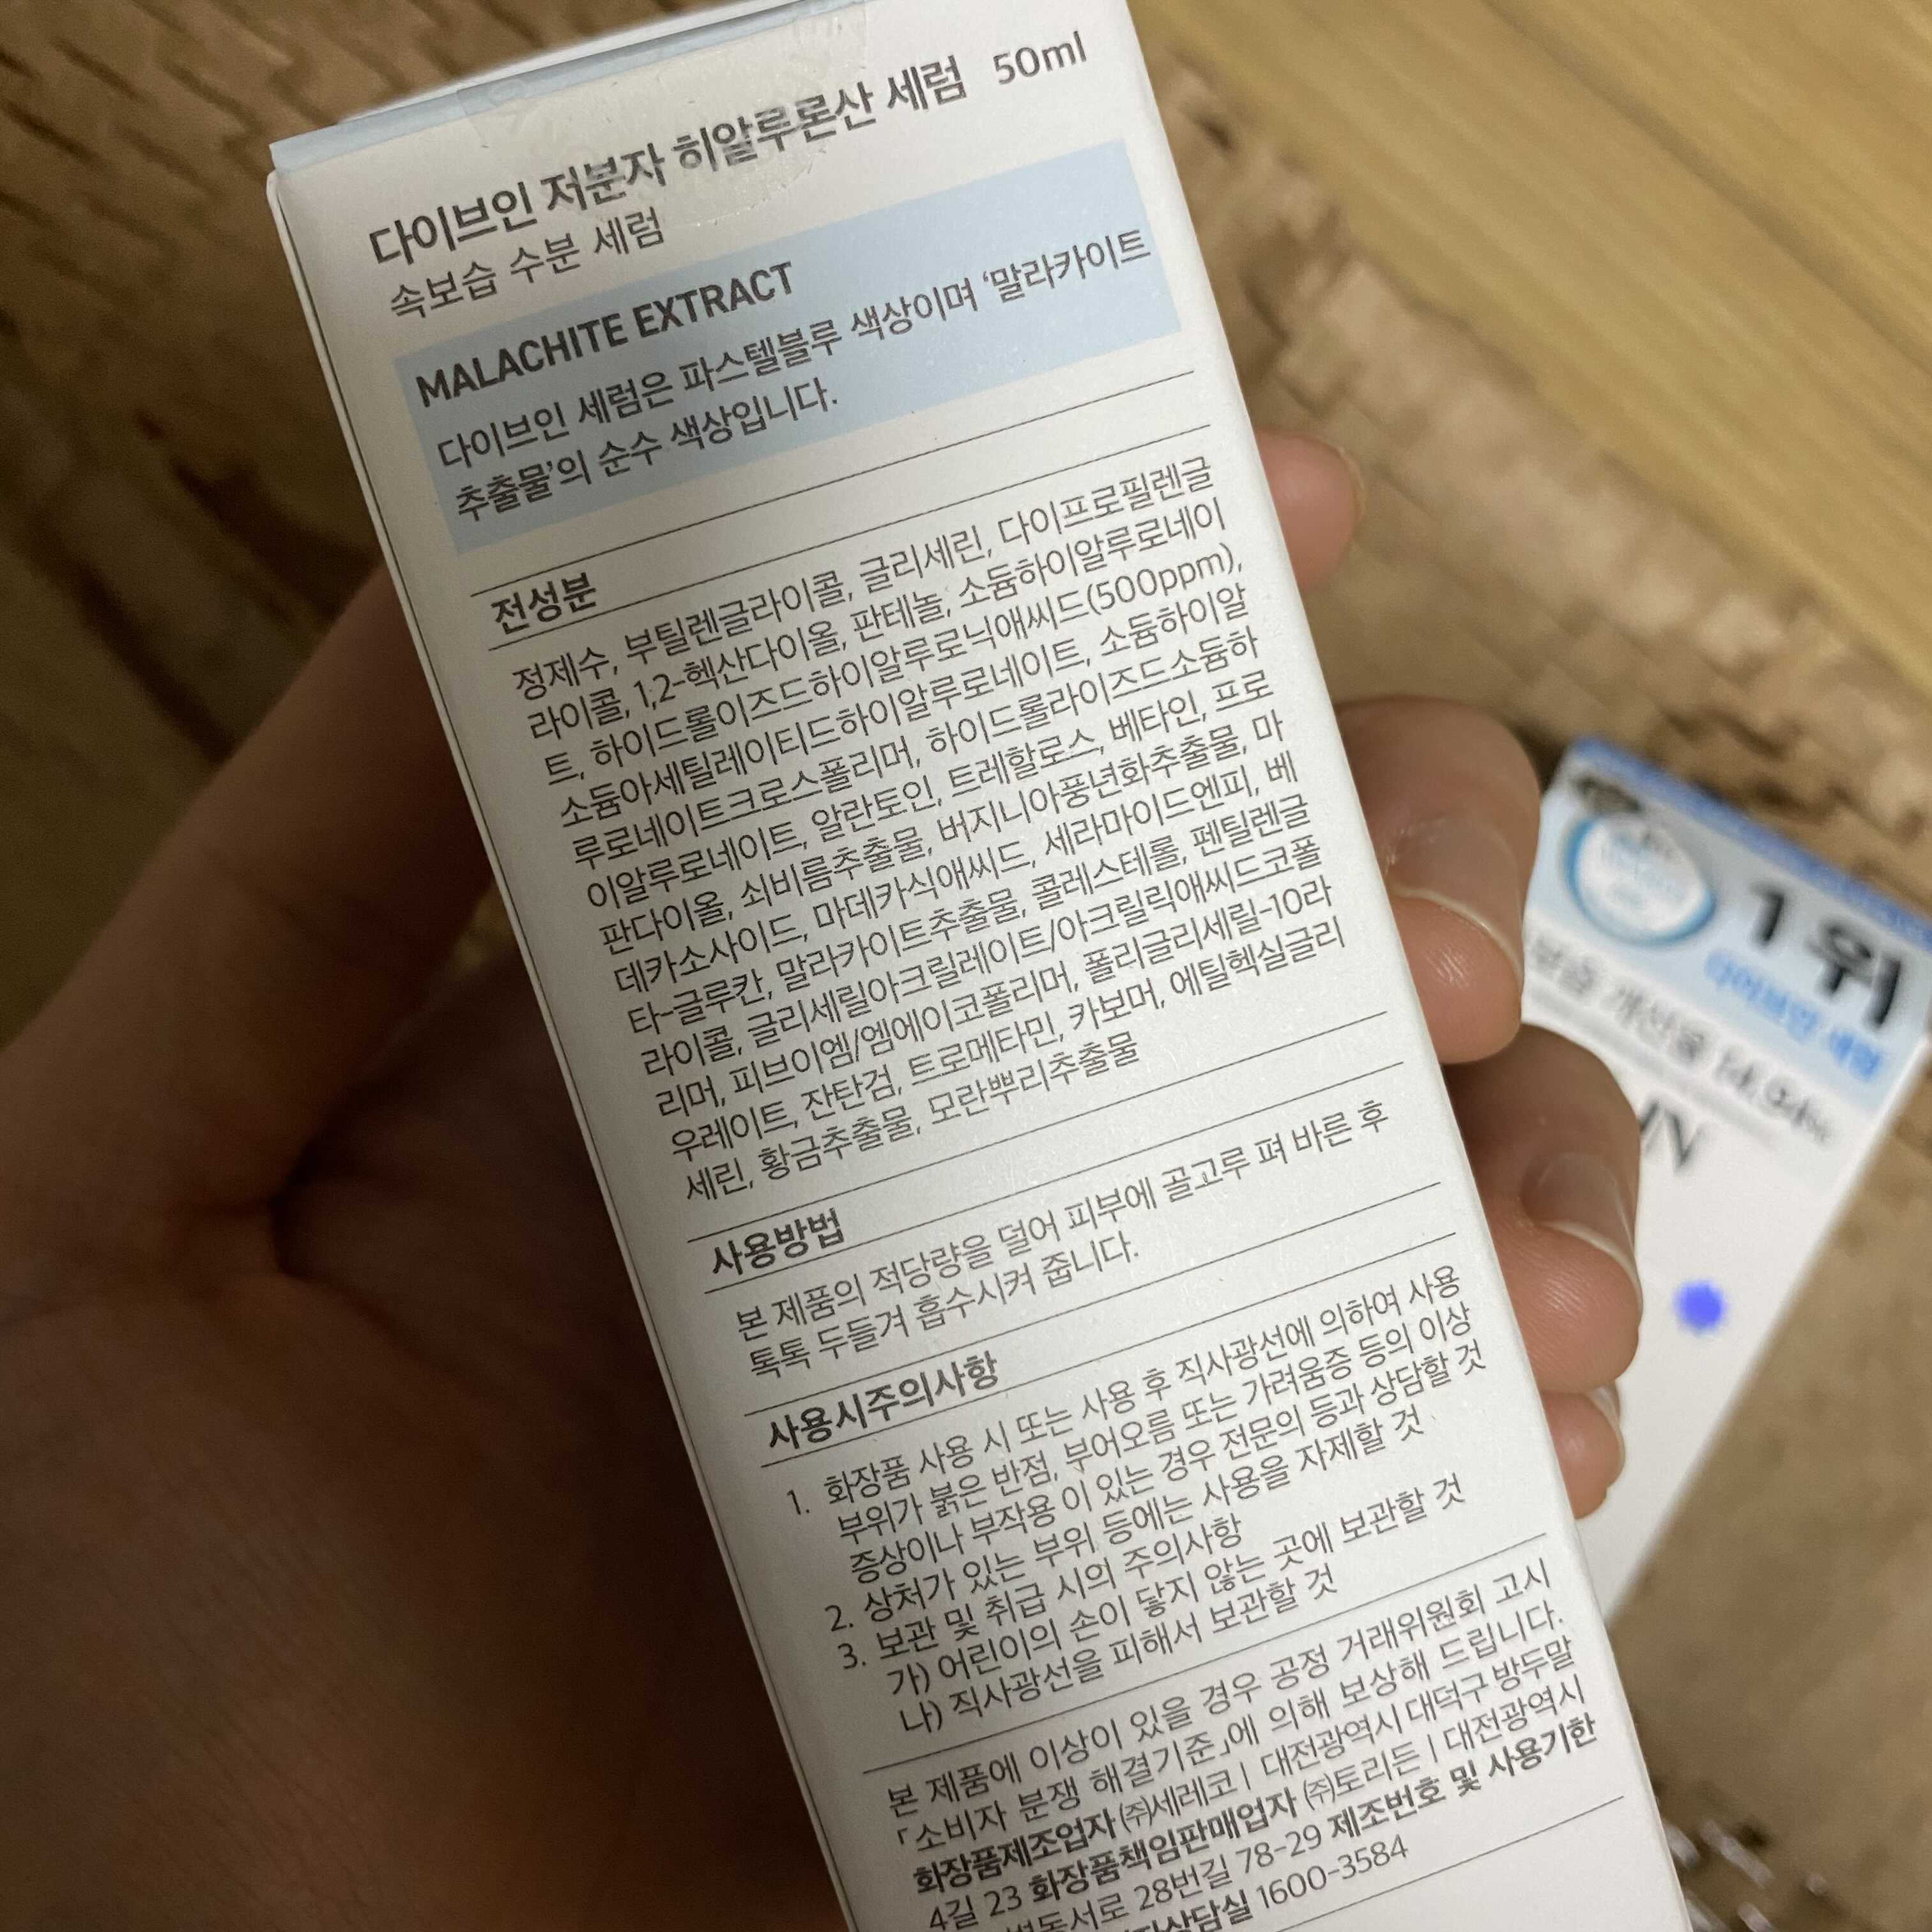 다이브인 저분자 히알루론산 세럼 50ml
속보습 수분 세럼
MALACHITE EXTRACT
다이브인 세럼은 파스텔블루 색상이며 ‘말라카이트
추출물’의 순수 색상입니다.
전성분
정제수, 부틸렌글라이콜, 글리세린, 다이프로필렌글
라이콜, 1,2-헥산다이올, 판테놀, 소듐하이알루로네이
트, 하이드롤이즈드하이알루로닉애씨드(500ppm),
소듐아세틸레이티드하이알루로네이트, 소듐하이알
루로네이트크로스폴리머, 하이드롤라이즈드소듐하
이알루로네이트, 알란토인, 트레할로스, 베타인, 프로
판다이올, 쇠비름추출물, 버지니아풍년화추출물, 마
데카소사이드, 마데카식애씨드, 세라마이드엔피, 베
타-글루칸, 말라카이트추출물, 콜레스테롤, 펜틸렌글
라이콜, 글리세릴아크릴레이트/아크릴릭애씨드코폴
리머, 피브이엠/엠에이코폴리머, 폴리글리세릴-10라
우레이트, 잔탄검, 트로메타민, 카보머, 에틸헥실글리
세린, 황금추출물, 모란뿌리추출물
사용방법
본 제품의 적당량을 덜어 피부에 골고루 펴 바른 후
톡톡 두들겨 흡수시켜 줍니다.
사용시주의사항
1. 화장품 사용 시 또는 사용 후 직사광선에 의하여 사용
부위가 붉은 반점, 부어오름 또는 가려움증 등의 이상
증상이나 부작용 이 있는 경우 전문의 등과 상담할 것
2. 상처가 있는 부위 등에는 사용을 자제할 것
3. 보관 및 취급 시의 주의사항
가) 어린이의 손이 닿지 않는 곳에 보관할 것
나) 직사광선을 피해서 보관할 것
본 제품에 이상이 있을 경우 공정 거래위원회 고시
「소비자 분쟁 해결기준」에 의해 보상해 드립니다.
화장품제조업자 ㈜세레코 | 대전광역시 대덕구 방두말
4길 23 화장품책임판매업자 ㈜토리든 | 대전광역시
28번길 78-29 제조번호 및 사용기한
1600-3584
1위
다이브인 세럼
개선율
IN